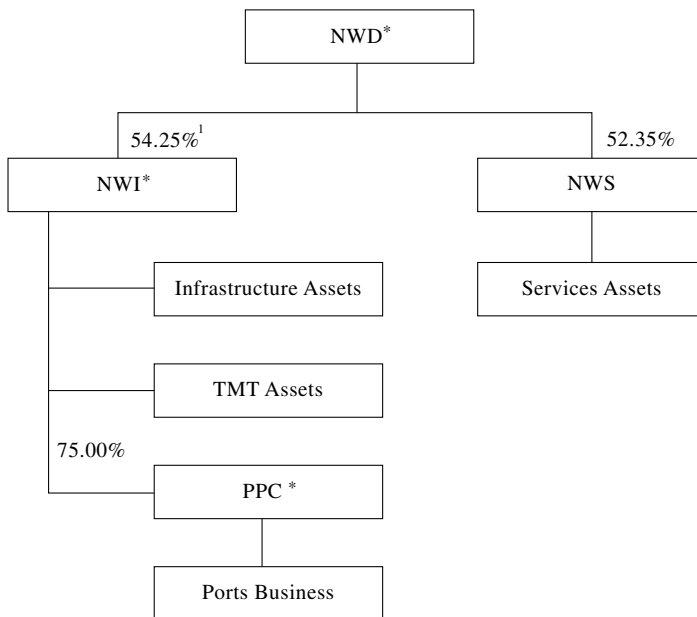 NWD*
54.25%1
52.35%
NWI*
NWS
Infrastructure Assets
Services Assets
TMT Assets
75.00%
PPC *
Ports Business